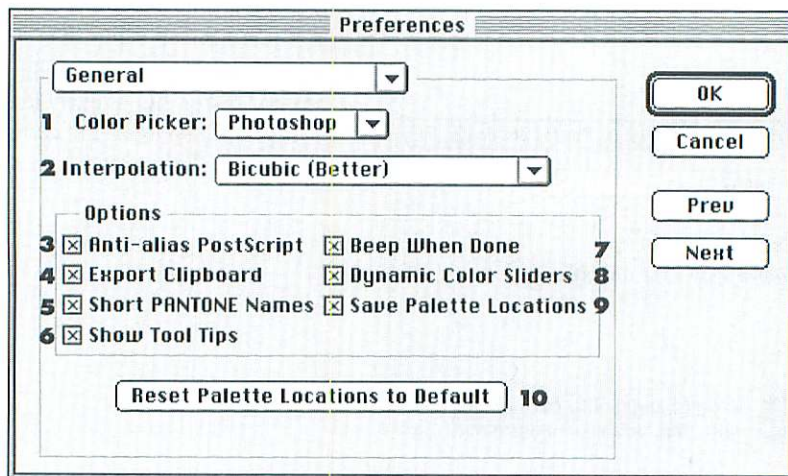 Preferences
General
OK
1 Color Picker: Photoshop
Cancel
2 Interpolation: Bicubic (Better)
Prev
Options
3 Anti-alias PostScript Beep When Done 7
Next
4 Export Clipboard Dynamic Color Sliders 8
5 Short PANTONE Names Save Palette Locations 9
6 Show Tool Tips
Reset Palette Locations to Default 10